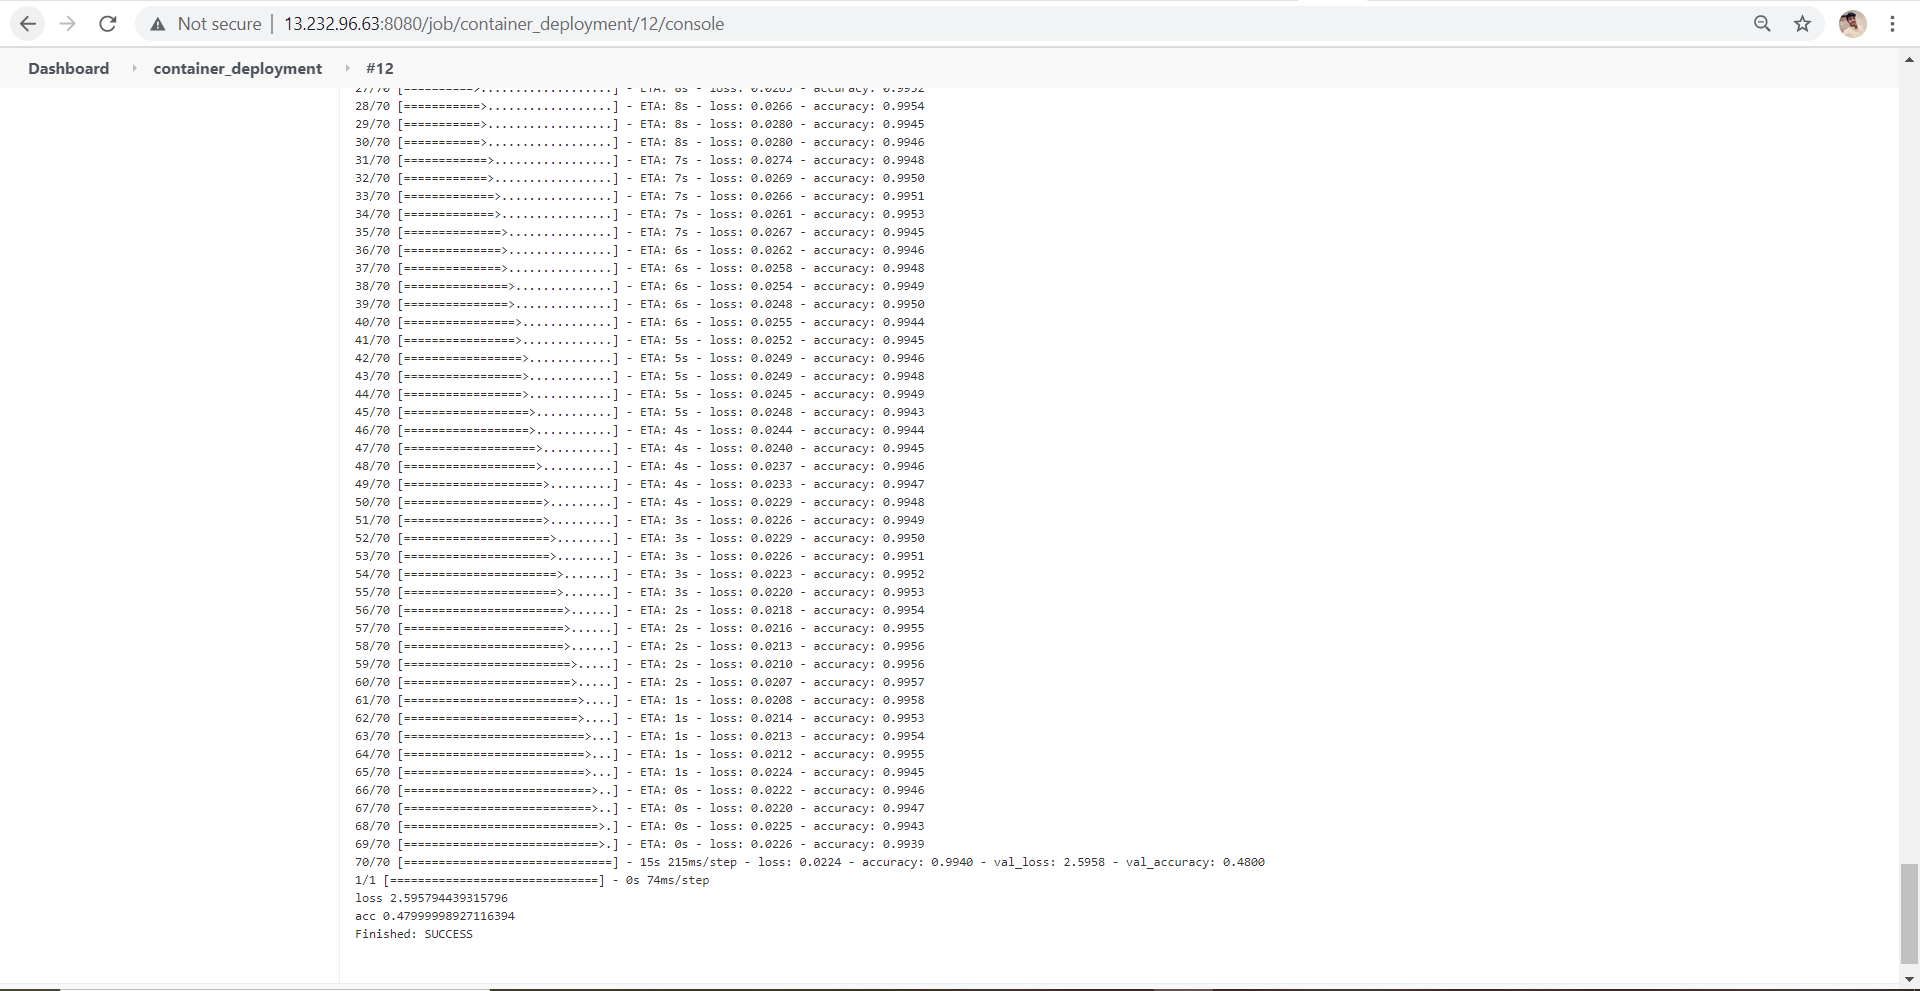 Not secure | 13.232.96.63:8080/job/container_deployment/12/console
Dashboard container_deployment #12
27/70 [==========>...................] - ETA: 8s - loss: 0.0265 - accuracy: 0.9952
28/70 [===========>..................] - ETA: 8s - loss: 0.0266 - accuracy: 0.9954
29/70 [===========>..................] - ETA: 8s - loss: 0.0280 - accuracy: 0.9945
30/70 [===========>..................] - ETA: 8s - loss: 0.0280 - accuracy: 0.9946
31/70 [============>.................] - ETA: 7s - loss: 0.0274 - accuracy: 0.9948
32/70 [============>.................] - ETA: 7s - loss: 0.0269 - accuracy: 0.9950
33/70 [=============>................] - ETA: 7s - loss: 0.0266 - accuracy: 0.9951
34/70 [=============>................] - ETA: 7s - loss: 0.0261 - accuracy: 0.9953
35/70 [==============>...............] - ETA: 7s - loss: 0.0267 - accuracy: 0.9945
36/70 [==============>...............] - ETA: 6s - loss: 0.0262 - accuracy: 0.9946
37/70 [==============>...............] - ETA: 6s - loss: 0.0258 - accuracy: 0.9948
38/70 [===============>..............] - ETA: 6s - loss: 0.0254 - accuracy: 0.9949
39/70 [===============>..............] - ETA: 6s - loss: 0.0248 - accuracy: 0.9950
40/70 [================>.............] - ETA: 6s - loss: 0.0255 - accuracy: 0.9944
41/70 [================>.............] - ETA: 5s - loss: 0.0252 - accuracy: 0.9945
42/70 [=================>............] - ETA: 5s - loss: 0.0249 - accuracy: 0.9946
43/70 [=================>............] - ETA: 5s - loss: 0.0249 - accuracy: 0.9948
44/70 [=================>............] - ETA: 5s - loss: 0.0245 - accuracy: 0.9949
45/70 [==================>...........] - ETA: 5s - loss: 0.0248 - accuracy: 0.9943
46/70 [==================>...........] - ETA: 4s - loss: 0.0244 - accuracy: 0.9944
47/70 [===================>..........] - ETA: 4s - loss: 0.0240 - accuracy: 0.9945
48/70 [===================>..........] - ETA: 4s - loss: 0.0237 - accuracy: 0.9946
49/70 [====================>.........] - ETA: 4s - loss: 0.0233 - accuracy: 0.9947
50/70 [====================>.........] - ETA: 4s - loss: 0.0229 - accuracy: 0.9948
51/70 [====================>.........] - ETA: 3s - loss: 0.0226 - accuracy: 0.9949
52/70 [=====================>........] - ETA: 3s - loss: 0.0229 - accuracy: 0.9950
53/70 [=====================>........] - ETA: 3s - loss: 0.0226 - accuracy: 0.9951
54/70 [======================>.......] - ETA: 3s - loss: 0.0223 - accuracy: 0.9952
55/70 [======================>.......] - ETA: 3s - loss: 0.0220 - accuracy: 0.9953
56/70 [=======================>......] - ETA: 2s - loss: 0.0218 - accuracy: 0.9954
57/70 [=======================>......] - ETA: 2s - loss: 0.0216 - accuracy: 0.9955
58/70 [=======================>......] - ETA: 2s - loss: 0.0213 - accuracy: 0.9956
59/70 [========================>.....] - ETA: 2s - loss: 0.0210 - accuracy: 0.9956
60/70 [========================>.....] - ETA: 2s - loss: 0.0207 - accuracy: 0.9957
61/70 [=========================>....] - ETA: 1s - loss: 0.0208 - accuracy: 0.9958
62/70 [=========================>....] - ETA: 1s - loss: 0.0214 - accuracy: 0.9953
63/70 [==========================>...] - ETA: 1s - loss: 0.0213 - accuracy: 0.9954
64/70 [==========================>...] - ETA: 1s - loss: 0.0212 - accuracy: 0.9955
65/70 [==========================>...] - ETA: 1s - loss: 0.0224 - accuracy: 0.9945
66/70 [===========================>..] - ETA: 0s - loss: 0.0222 - accuracy: 0.9946
67/70 [===========================>..] - ETA: 0s - loss: 0.0220 - accuracy: 0.9947
68/70 [============================>.] - ETA: 0s - loss: 0.0225 - accuracy: 0.9943
69/70 [============================>.] - ETA: 0s - loss: 0.0226 - accuracy: 0.9939
70/70 [==============================] - 15s 215ms/step - loss: 0.0224 - accuracy: 0.9940 - val_loss: 2.5958 - val_accuracy: 0.4800
1/1 [==============================] - 0s 74ms/step
loss 2.595794439315796
acc 0.47999998927116394
Finished: SUCCESS